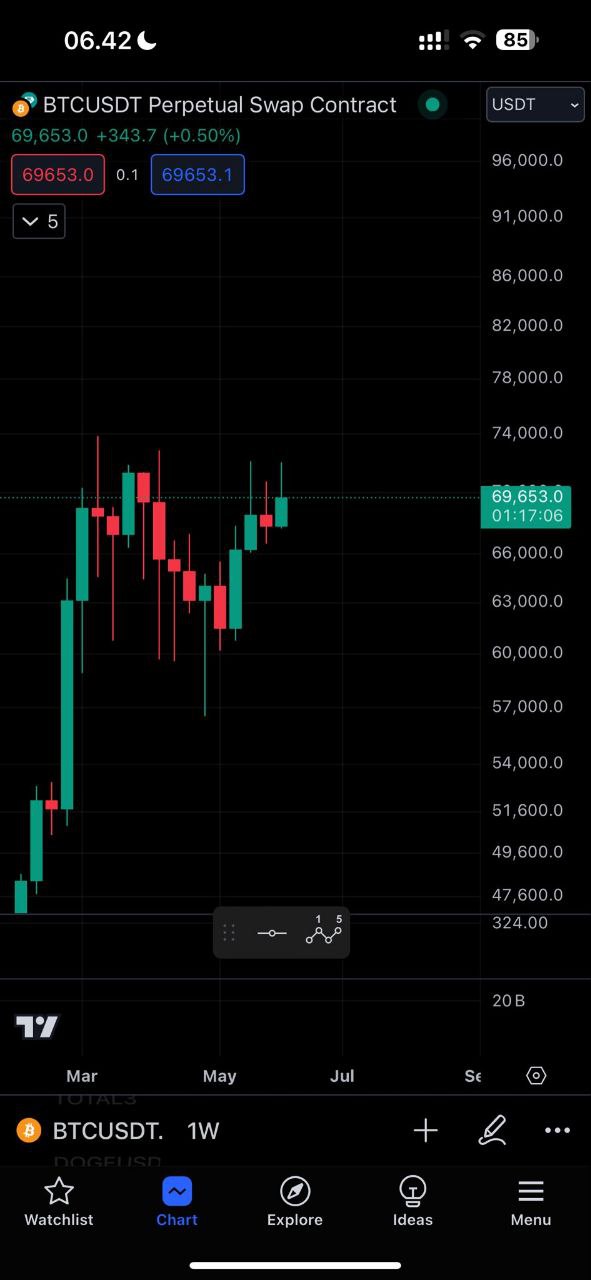 06.42
85
BTCUSDT Perpetual Swap Contract
USDT
69,653.0 +343.7 (+0.50%)
69653.0 0.1 69653.1
5
96,000.0
91,000.0
86,000.0
82,000.0
78,000.0
74,000.0
69,653.0
01:17:06
66,000.0
63,000.0
60,000.0
57,000.0
54,000.0
51,600.0
49,600.0
47,600.0
324.00
1 5
20 B
Mar May Jul Se
TOTAL3
BTCUSDT. 1W
DOGEUSD
Watchlist Chart Explore Ideas Menu